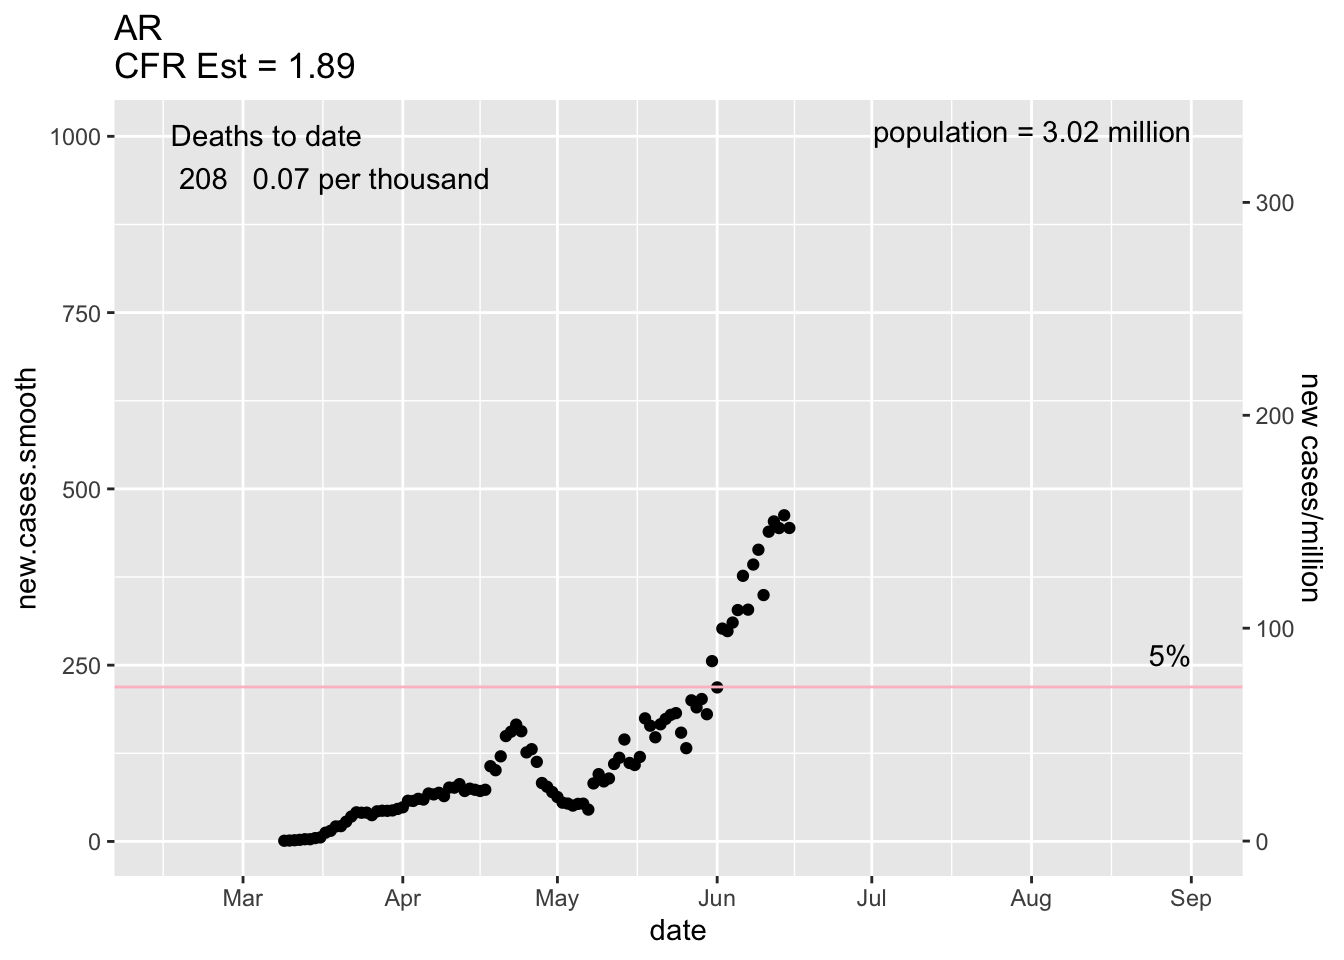 AR
CFR Est = 1.89
Deaths to date
208 0.07 per thousand
population = 3.02 million
1000
750
500
250
0
new.cases.smooth
300
200
100
0
new cases/million
5%
Mar Apr May Jun Jul Aug Sep
date